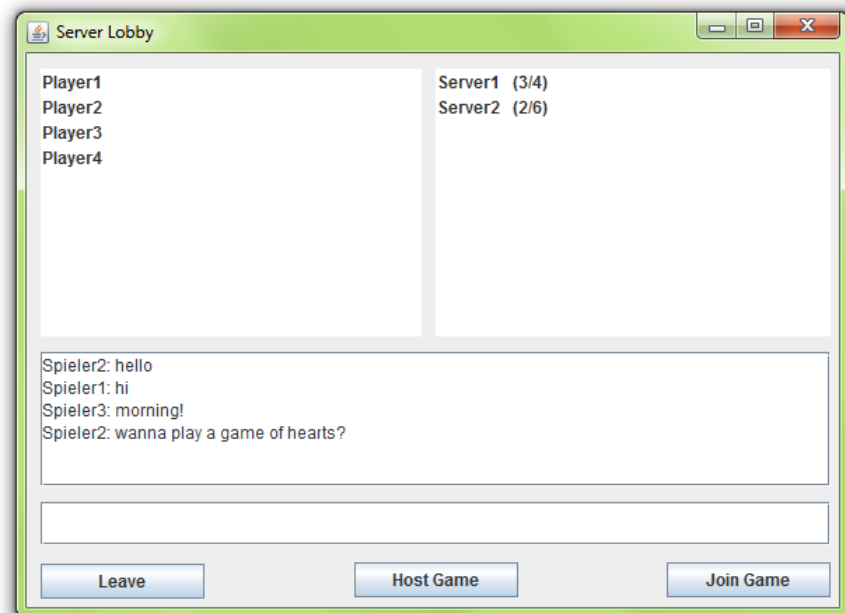 Server Lobby
Player1
Player2
Player3
Player4
Server1 (3/4)
Server2 (2/6)
Spieler2: hello
Spieler1: hi
Spieler3: morning!
Spieler2: wanna play a game of hearts?
Leave
Host Game
Join Game